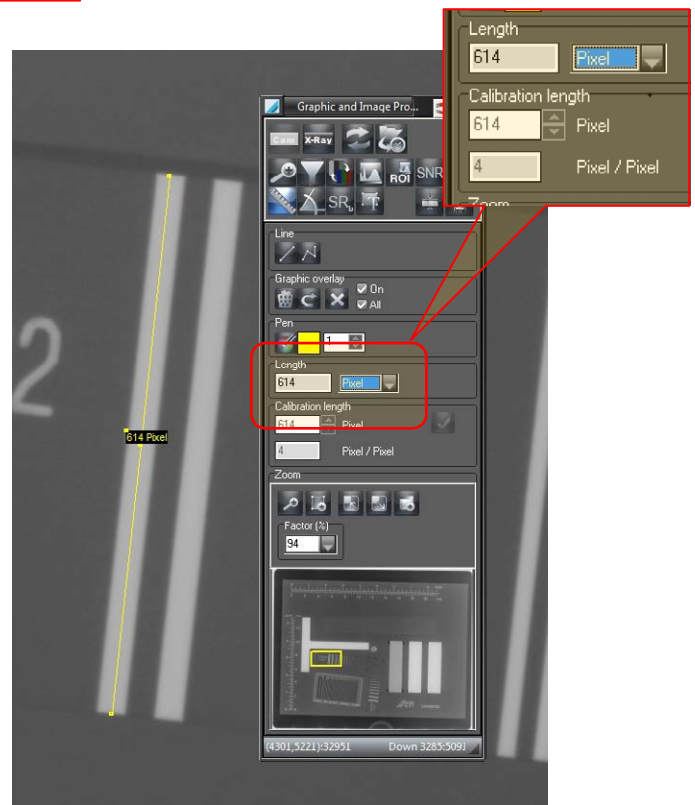 Length
614 Pixel
Calibration length
614 Pixel
4 Pixel / Pixel
Zoom
Graphic and Image Pro...
Cam X-Ray
ROI SNR
SR
T
Line
Graphic overlay
On
All
Pen
1
Length
614 Pixel
Calibration length
614 Pixel
4 Pixel / Pixel
Zoom
Factor (%)
94
(4301,5221):32951 Down 3285:5091
2
614 Pixel